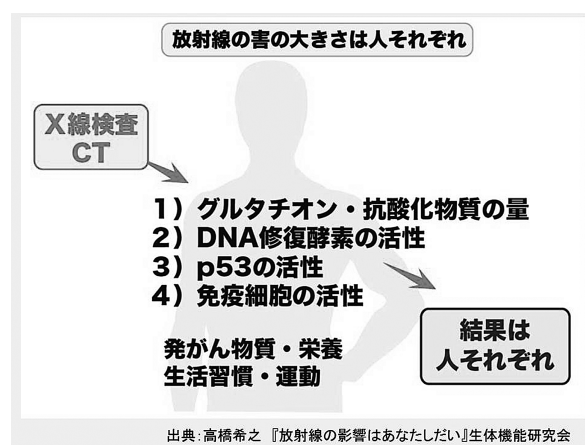 放射線の害の大きさは人それぞれ
X線検査
CT
1）グルタチオン・抗酸化物質の量
2）DNA修復酵素の活性
3）p53の活性
4）免疫細胞の活性
結果は
人それぞれ
発がん物質・栄養
生活習慣・運動
出典：高橋希之 『放射線の影響はあなたしだい』生体機能研究会